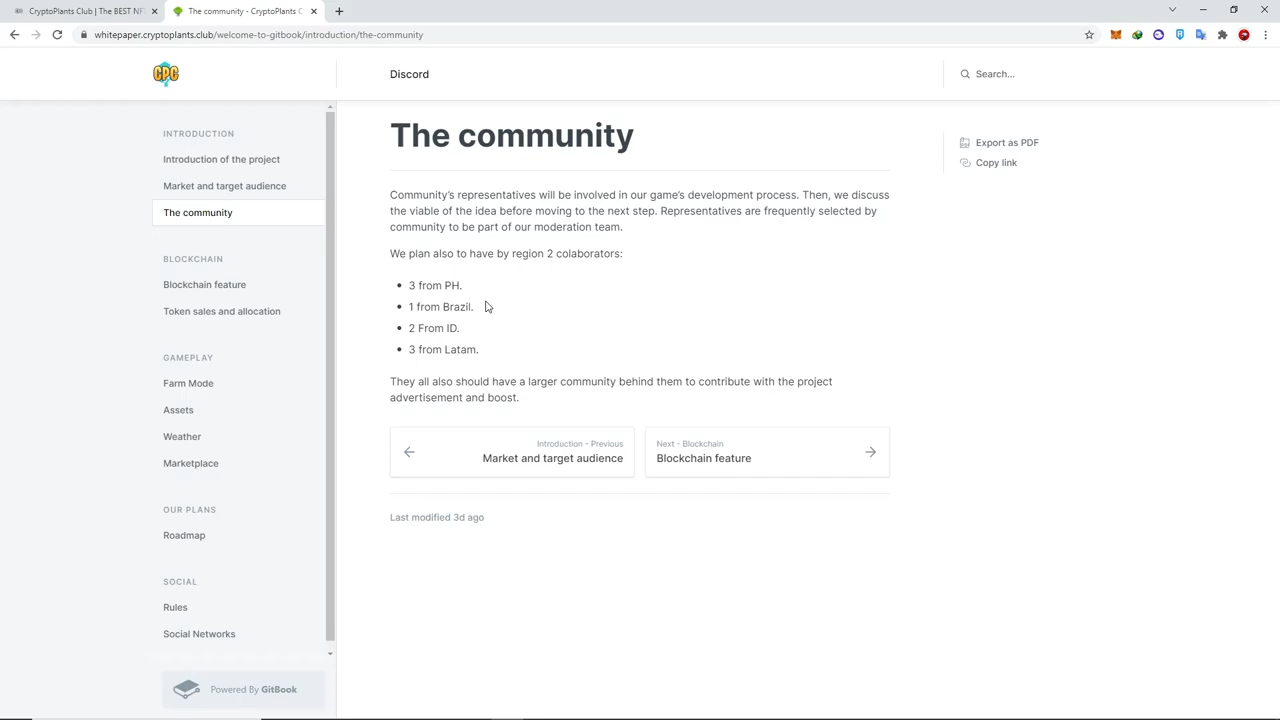 CryptoPlants Club | The BEST NF
The community - CryptoPlants C
whitepaper.cryptoplants.club/welcome-to-gitbook/introduction/the-community
CPC
Discord
Search...
INTRODUCTION
Introduction of the project
Market and target audience
The community
BLOCKCHAIN
Blockchain feature
Token sales and allocation
GAMEPLAY
Farm Mode
Assets
Weather
Marketplace
OUR PLANS
Roadmap
SOCIAL
Rules
Social Networks
Powered By GitBook
The community
Community's representatives will be involved in our game's development process. Then, we discuss
the viable of the idea before moving to the next step. Representatives are frequently selected by
community to be part of our moderation team.
We plan also to have by region 2 colaborators:
• 3 from PH.
• 1 from Brazil.
• 2 From ID.
• 3 from Latam.
They all also should have a larger community behind them to contribute with the project
advertisement and boost.
Introduction - Previous
Market and target audience
Next - Blockchain
Blockchain feature
Last modified 3d ago
Export as PDF
Copy link